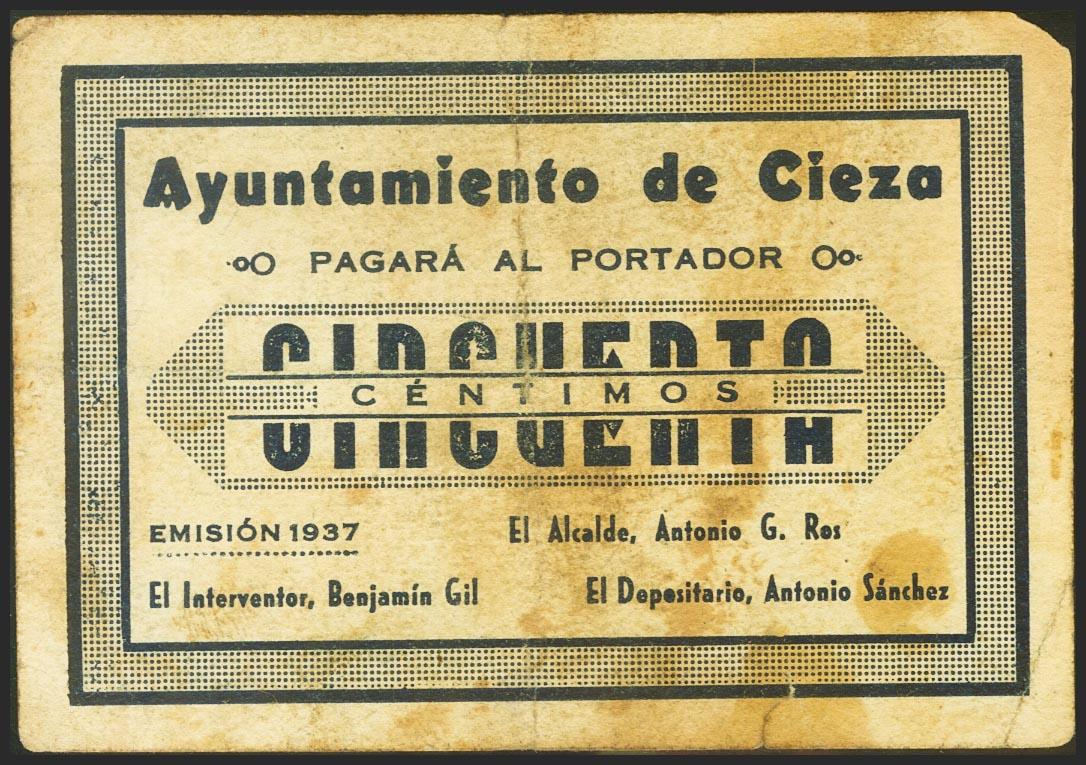 Ayuntamiento de Cieza
PAGARÁ AL PORTADOR
CINCUENTA
CÉNTIMOS
EMISIÓN 1937
El Alcalde, Antonio G. Ros
El Interventor, Benjamín Gil
El Depositario, Antonio Sánchez